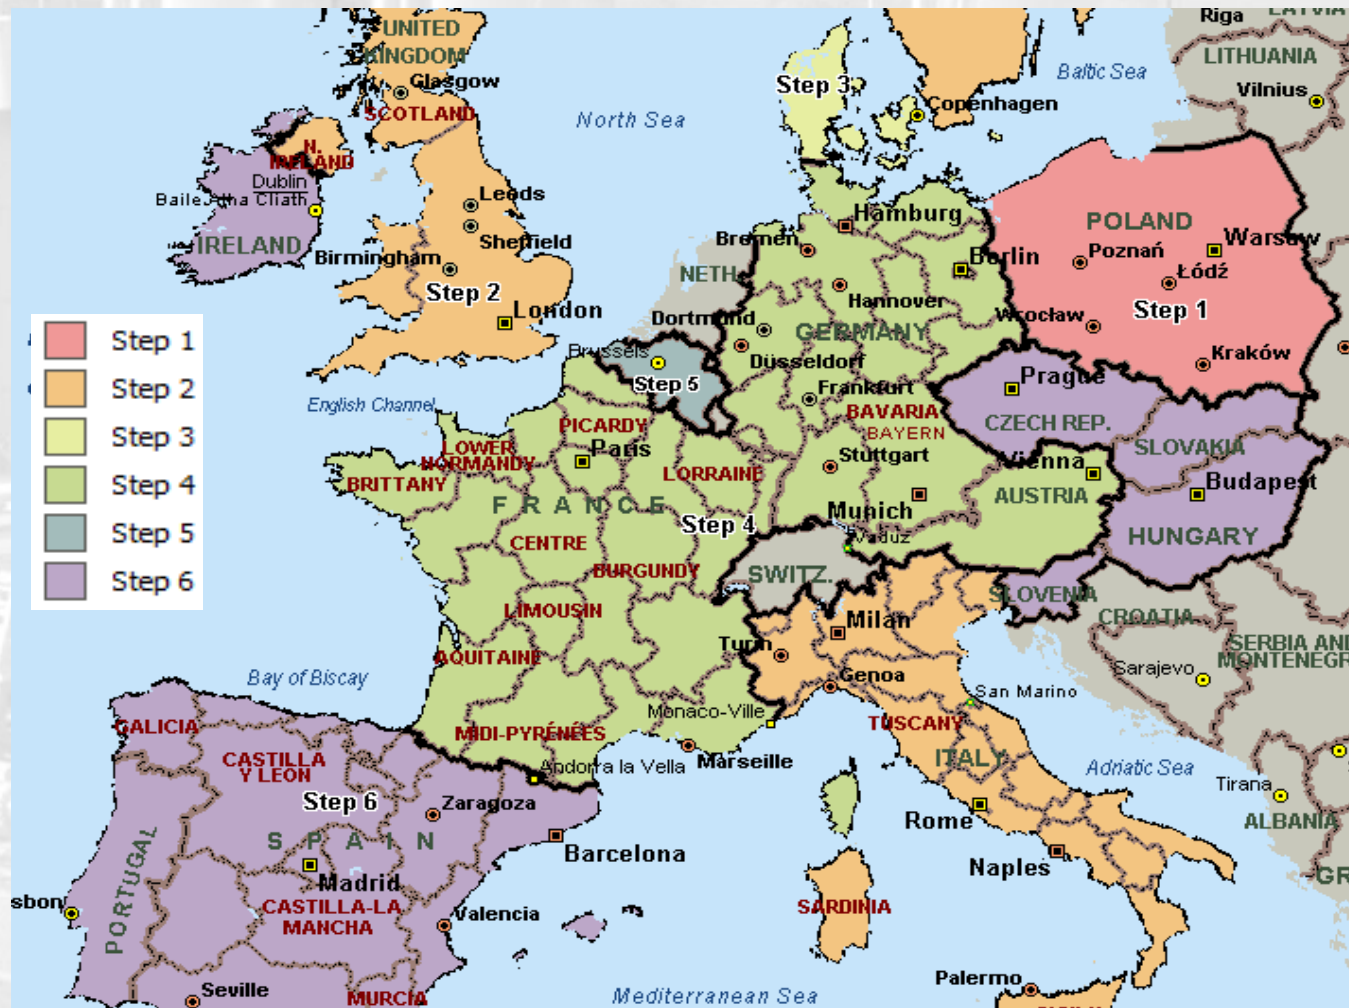 UNITED
KINGDOM
Glasgow
SCOTLAND
N.
IRELAND
Dublin
Baile Atha Cliath
IRELAND
Leeds
Sheffield
Birmingham
Step 2
London
North Sea
Step 3
Copenhagen
Baltic Sea
Riga
LATVIA
LITHUANIA
Vilnius
Step 1
Step 2
Step 3
Step 4
Step 5
Step 6
English Channel
NETH.
Bremen
Hamburg
Berlin
Hannover
Dortmund
GERMANY
Düsseldorf
Frankfurt
Brussels
Step 5
BAVARIA
BAYERN
Stuttgart
Munich
POLAND
Poznań
Warsaw
Łódź
Step 1
Wrocław
Kraków
Prague
CZECH REP.
SLOVAKIA
Vienna
AUSTRIA
Budapest
HUNGARY
PICARDY
Paris
LOWER
NORMANDY
BRITTANY
LORRAINE
FRANCE
Step 4
CENTRE
BURGUNDY
LIMOUSIN
AQUITAINE
MIDI-PYRÉNÉES
Vaduz
SWITZ.
SLOVENIA
CROATIA
SERBIA AND
MONTENEGR
Sarajevo
Milan
Turin
Genoa
San Marino
Monaco-Ville
Marseille
Andorra la Vella
TUSCANY
ITALY
Adriatic Sea
Tirana
ALBANIA
GR
Rome
Naples
SARDINIA
Palermo
Bay of Biscay
GALICIA
CASTILLA
Y LEON
Step 6
Zaragoza
SPAIN
Barcelona
Madrid
PORTUGAL
sbon
CASTILLA-LA
MANCHA
Valencia
Seville
MURCIA
Mediterranean Sea